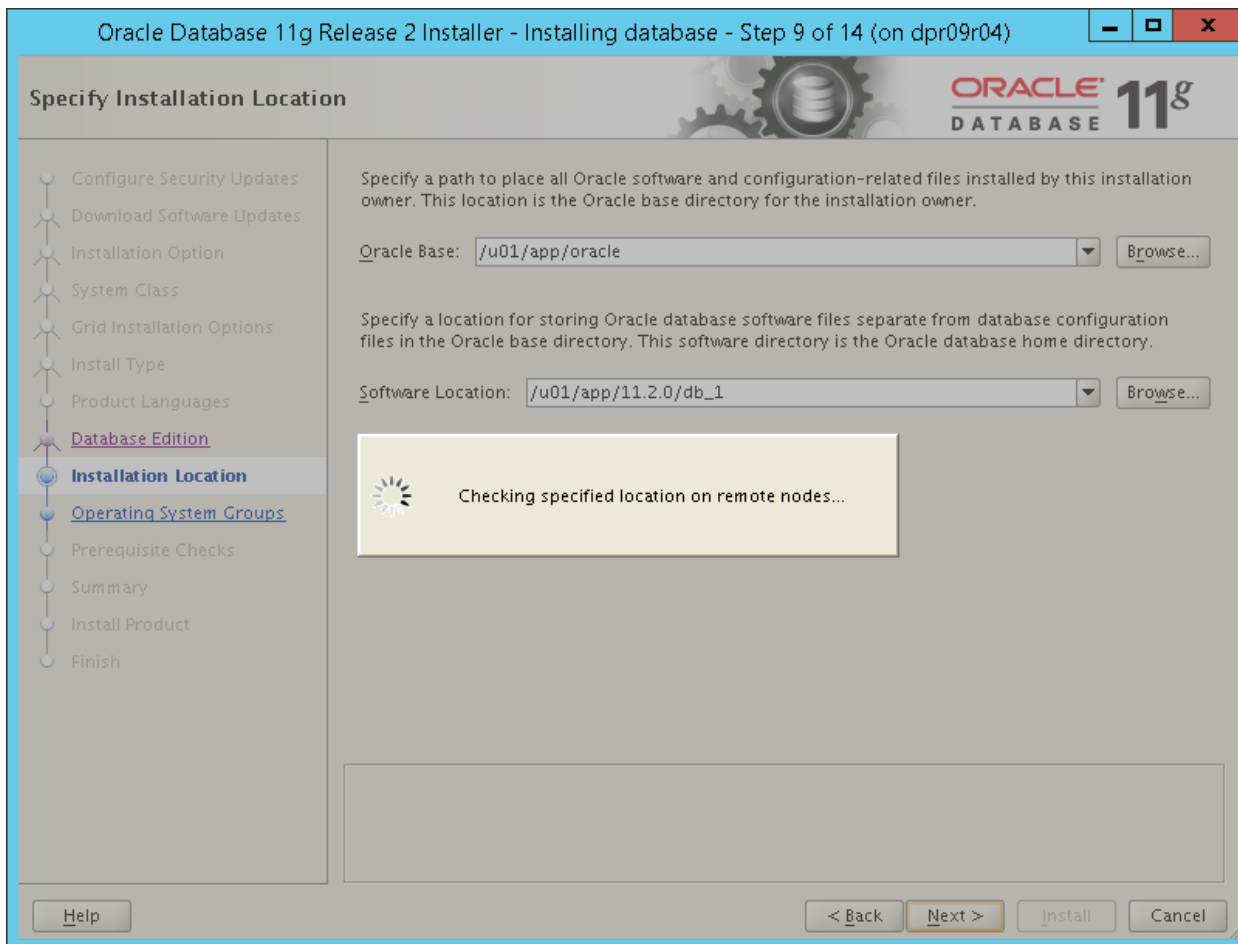 Oracle Database 11g Release 2 Installer - Installing database - Step 9 of 14 (on dpr09r04)
Specify Installation Location
ORACLE 11g
DATABASE
Configure Security Updates
Download Software Updates
Installation Option
System Class
Grid Installation Options
Install Type
Product Languages
Database Edition
Installation Location
Operating System Groups
Prerequisite Checks
Summary
Install Product
Finish
Specify a path to place all Oracle software and configuration-related files installed by this installation
owner. This location is the Oracle base directory for the installation owner.
Oracle Base: /u01/app/oracle Browse...
Specify a location for storing Oracle database software files separate from database configuration
files in the Oracle base directory. This software directory is the Oracle database home directory.
Software Location: /u01/app/11.2.0/db_1 Browse...
Checking specified location on remote nodes...
Help < Back Next > Install Cancel